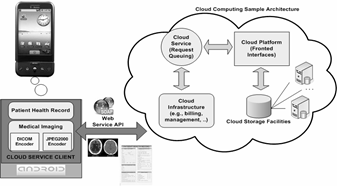 Cloud Computing Sample Architecture
Cloud
Service
(Request
Queuing)
Cloud Platform
(Fronted
Interfaces)
Patient Health Record
Medical Imaging
DICOM
Encoder
JPEG2000
Encoder
CLOUD SERVICE CLIENT
ANDROID
Web
Service API
Cloud
Infrastructure
(e.g., billing,
management, ..)
Cloud Storage Facilities